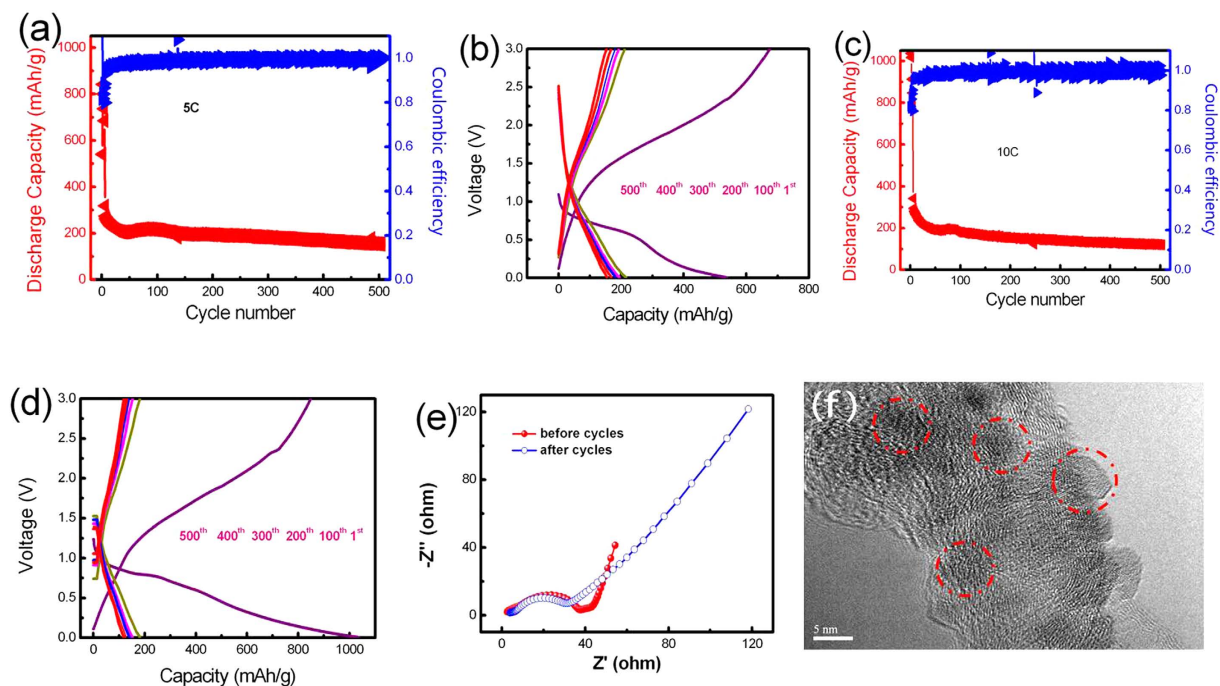 (a)
Discharge Capacity (mAh/g)
1000
800
600
400
200
0
5C
1.0
0.8
0.6
0.4
0.2
0.0
Coulombic efficiency
0 100 200 300 400 500
Cycle number
(b)
Voltage (V)
3.0
2.5
2.0
1.5
1.0
0.5
0.0
500th 400th 300th 200th 100th 1st
0 200 400 600 800
Capacity (mAh/g)
(c)
Discharge Capacity (mAh/g)
1000
900
800
700
600
500
400
300
200
100
0
10C
1.0
0.8
0.6
0.4
0.2
0.0
Coulombic efficiency
0 100 200 300 400 500
Cycle number
(d)
Voltage (V)
3.0
2.5
2.0
1.5
1.0
0.5
0.0
500th 400th 300th 200th 100th 1st
0 200 400 600 800 1000
Capacity (mAh/g)
(e)
-Z'' (ohm)
120
80
40
0
before cycles
after cycles
0 40 80 120
Z' (ohm)
(f)
5 nm